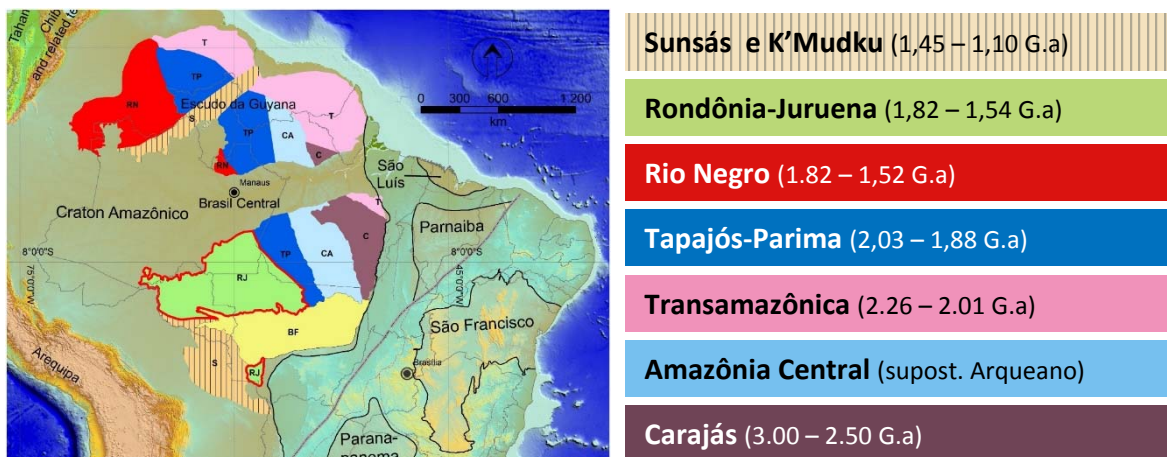 Tahan
Chib
and related te
T
TP
RN
Escudo da Guyana
S
TP
CA
T
C
RN
0 300 600 1.200
km
Manaus
Brasil Central
Craton Amazônico
São
Luís
T
Parnaiba
8°0'0"S
8°0'0"S
75°0'0"W
45°0'0"W
TP
CA
C
RJ
BF
São Francisco
S
RJ
Brasília
Arequipa
Parana-
panema
Sunsás e K'Mudku (1,45 – 1,10 G.a)
Rondônia-Juruena (1,82 – 1,54 G.a)
Rio Negro (1.82 – 1,52 G.a)
Tapajós-Parima (2,03 – 1,88 G.a)
Transamazônica (2.26 – 2.01 G.a)
Amazônia Central (supost. Arqueano)
Carajás (3.00 – 2.50 G.a)